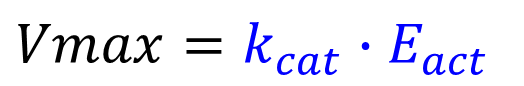 Vmax = k_cat · E_act